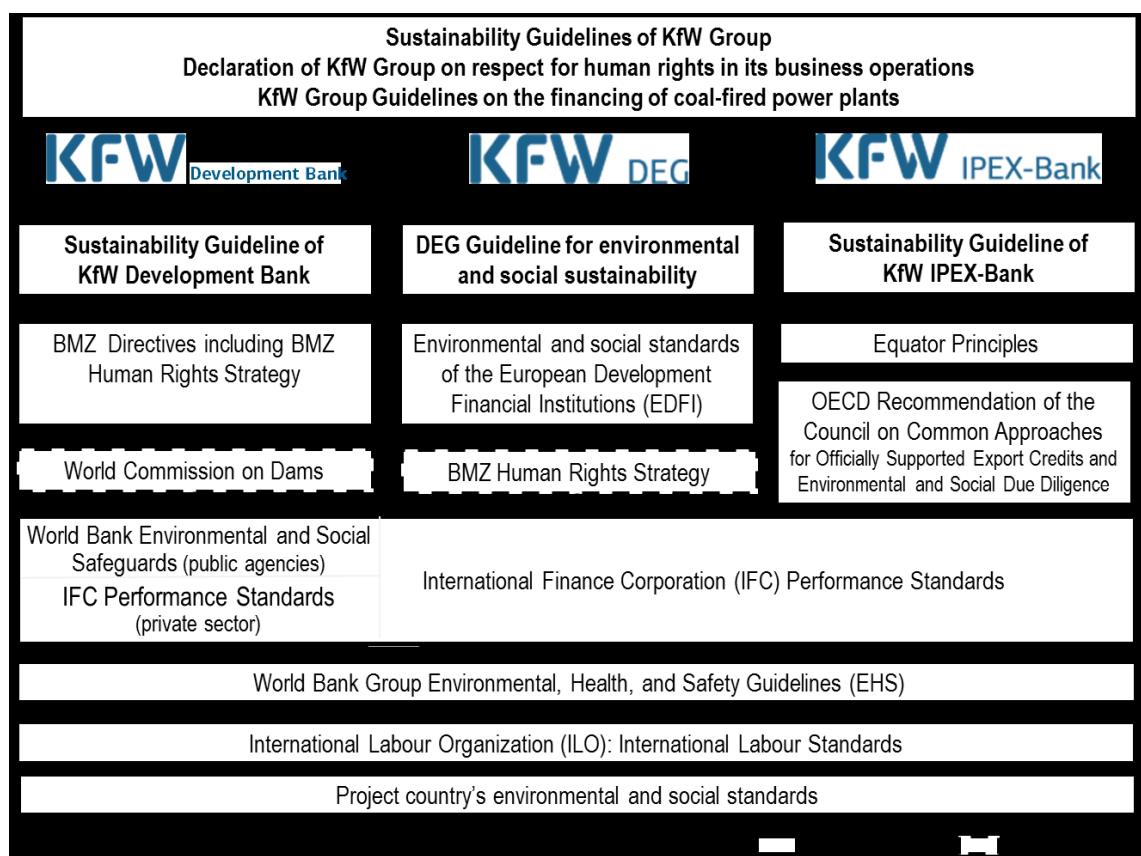 Sustainability Guidelines of KfW Group
Declaration of KfW Group on respect for human rights in its business operations
KfW Group Guidelines on the financing of coal-fired power plants
KFW Development Bank
KFW DEG
KFW IPEX-Bank
Sustainability Guideline of
KfW Development Bank
DEG Guideline for environmental
and social sustainability
Sustainability Guideline of
KfW IPEX-Bank
BMZ Directives including BMZ
Human Rights Strategy
Environmental and social standards
of the European Development
Financial Institutions (EDFI)
Equator Principles
OECD Recommendation of the
Council on Common Approaches
for Officially Supported Export Credits and
Environmental and Social Due Diligence
World Commission on Dams
BMZ Human Rights Strategy
World Bank Environmental and Social
Safeguards (public agencies)
IFC Performance Standards
(private sector)
International Finance Corporation (IFC) Performance Standards
World Bank Group Environmental, Health, and Safety Guidelines (EHS)
International Labour Organization (ILO): International Labour Standards
Project country's environmental and social standards